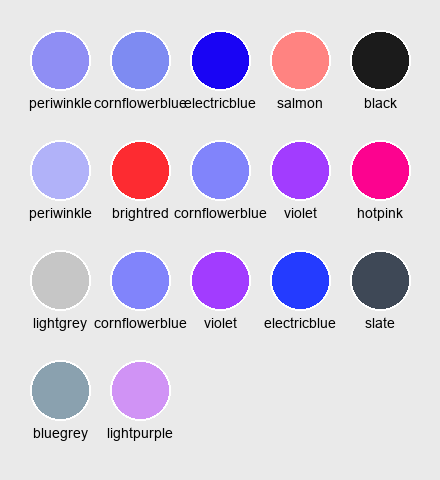 periwinkle cornflowerblue electricblue salmon black
periwinkle brightred cornflowerblue violet hotpink
lightgrey cornflowerblue violet electricblue slate
bluegrey lightpurple